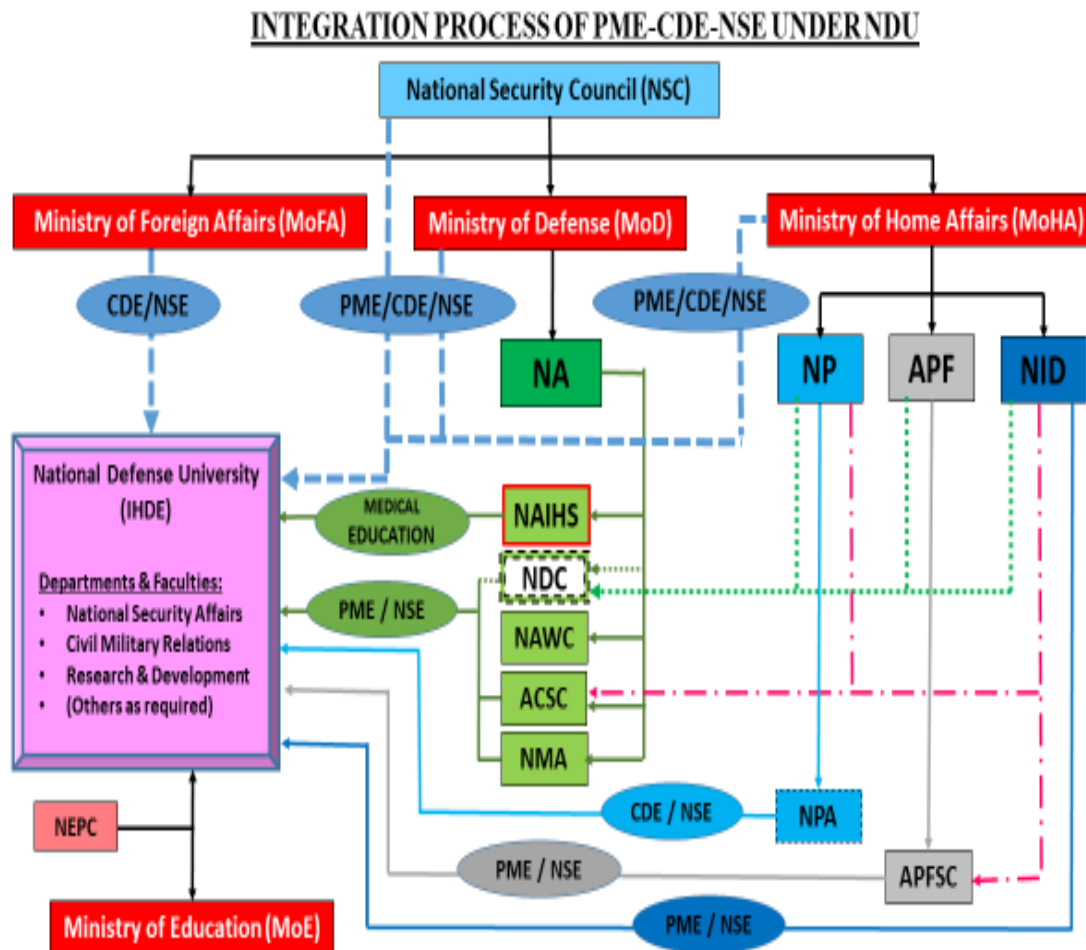 INTEGRATION PROCESS OF PME-CDE-NSE UNDER NDU
National Security Council (NSC)
Ministry of Foreign Affairs (MoFA)
Ministry of Defense (MoD)
Ministry of Home Affairs (MoHA)
CDE/NSE
PME/CDE/NSE
PME/CDE/NSE
NA
NP
APF
NID
National Defense University
(IHDE)
Departments & Faculties:
• National Security Affairs
• Civil Military Relations
• Research & Development
• (Others as required)
MEDICAL
EDUCATION
NAIHS
NDC
PME / NSE
NAWC
ACSC
NMA
NEPC
CDE / NSE
NPA
PME / NSE
APFSC
Ministry of Education (MoE)
PME / NSE